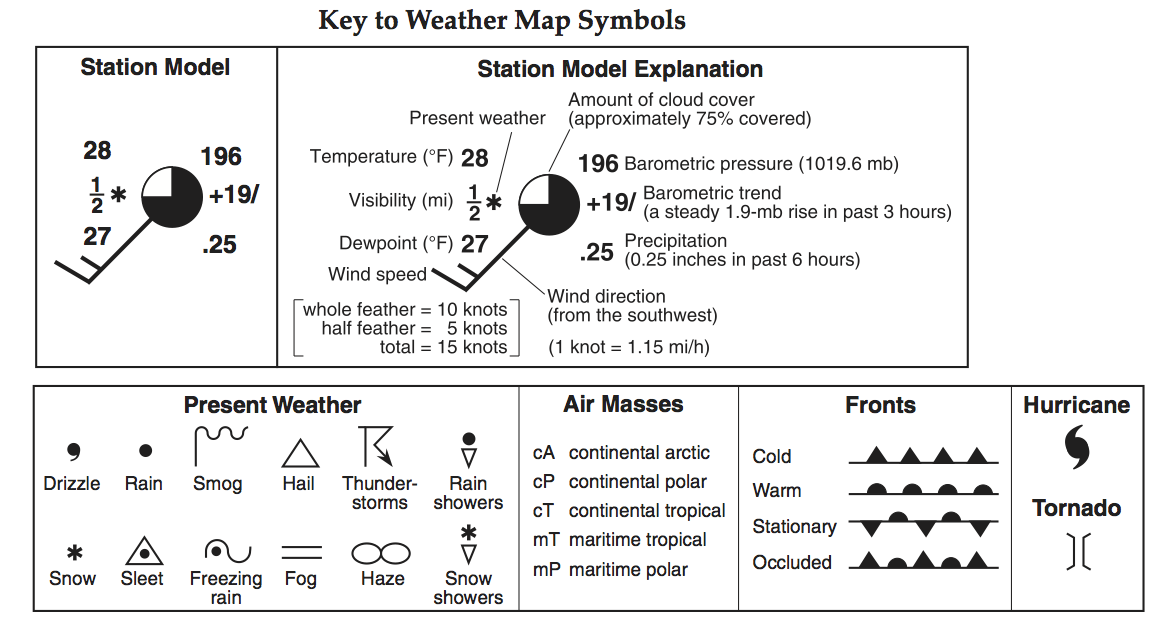 Key to Weather Map Symbols
Station Model
28
196
1/2
+19/
27
.25
Station Model Explanation
Amount of cloud cover
(approximately 75% covered)
Present weather
Temperature (°F) 28
196 Barometric pressure (1019.6 mb)
Visibility (mi) 1/2
+19/ Barometric trend
(a steady 1.9-mb rise in past 3 hours)
Dewpoint (°F) 27
.25 Precipitation
(0.25 inches in past 6 hours)
Wind speed
whole feather = 10 knots
half feather = 5 knots
total = 15 knots
Wind direction
(from the southwest)
(1 knot = 1.15 mi/h)
Present Weather
Drizzle
Rain
Smog
Hail
Thunder-
storms
Rain
showers
Snow
Sleet
Freezing
rain
Fog
Haze
Snow
showers
Air Masses
cA continental arctic
cP continental polar
cT continental tropical
mT maritime tropical
mP maritime polar
Fronts
Cold
Warm
Stationary
Occluded
Hurricane
Tornado